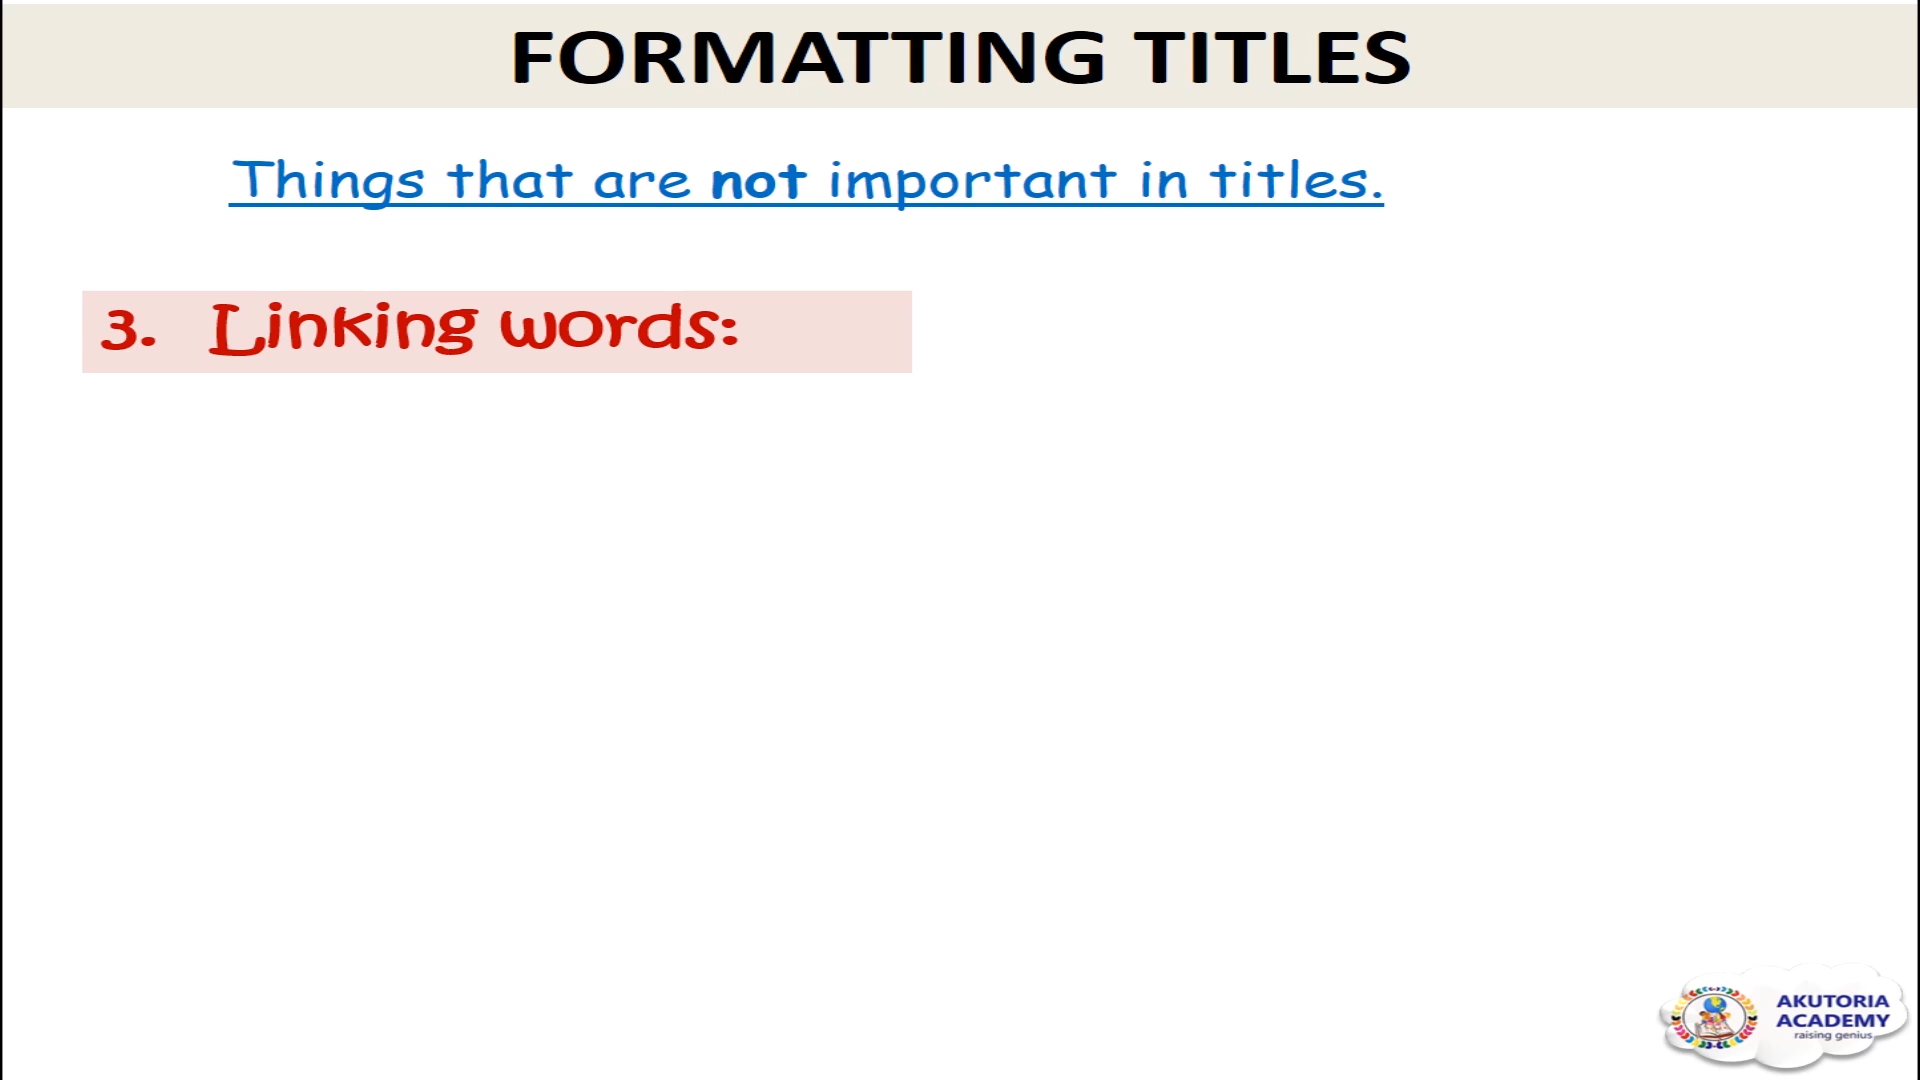 FORMATTING TITLES
Things that are not important in titles.
3. Linking words:
AKUTORIA
ACADEMY
raising genius